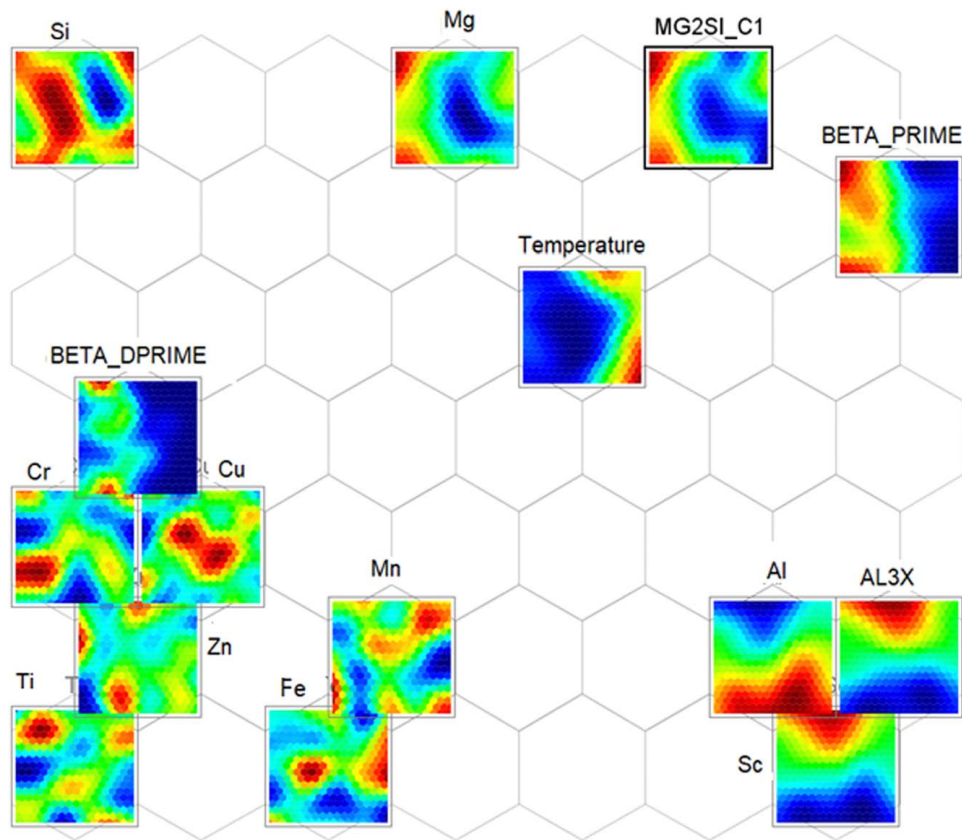 Si
Mg
MG2SI_C1
BETA_PRIME
Temperature
BETA_DPRIME
Cr
Cu
Mn
Al
AL3X
Zn
Ti
Fe
Sc